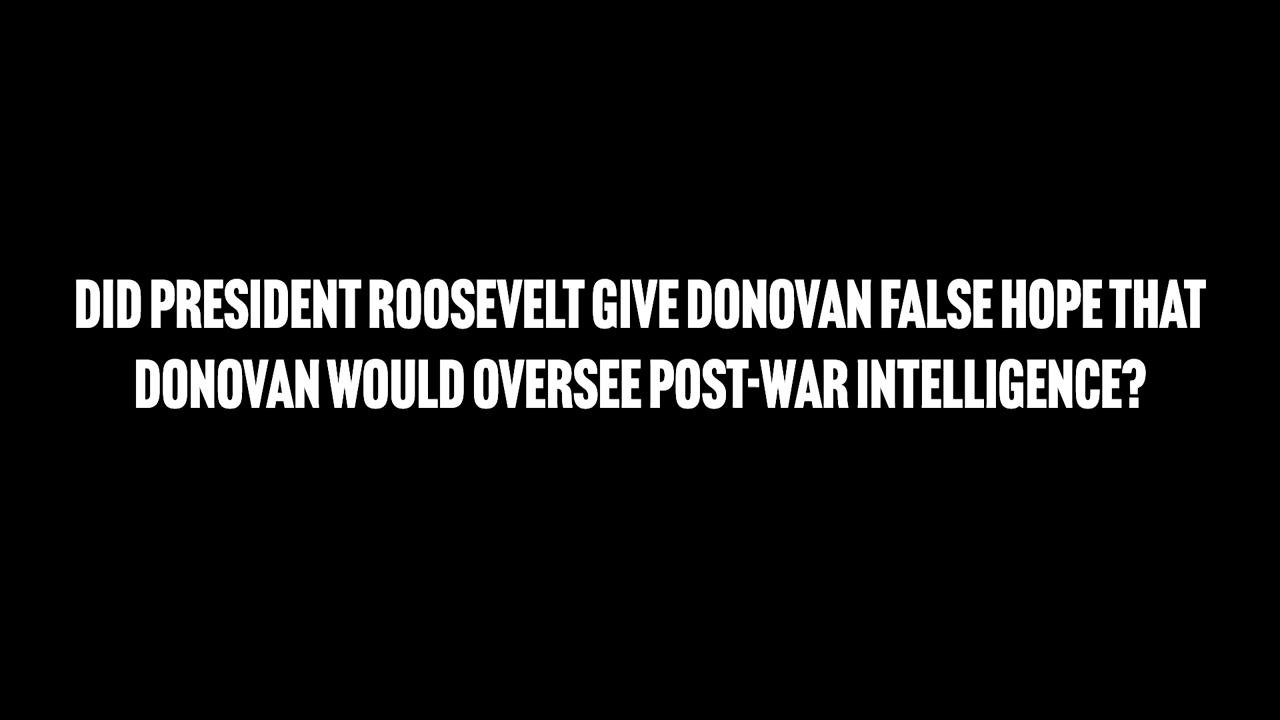 DID PRESIDENT ROOSEVELT GIVE DONOVAN FALSE HOPE THAT
DONOVAN WOULD OVERSEE POST-WAR INTELLIGENCE?